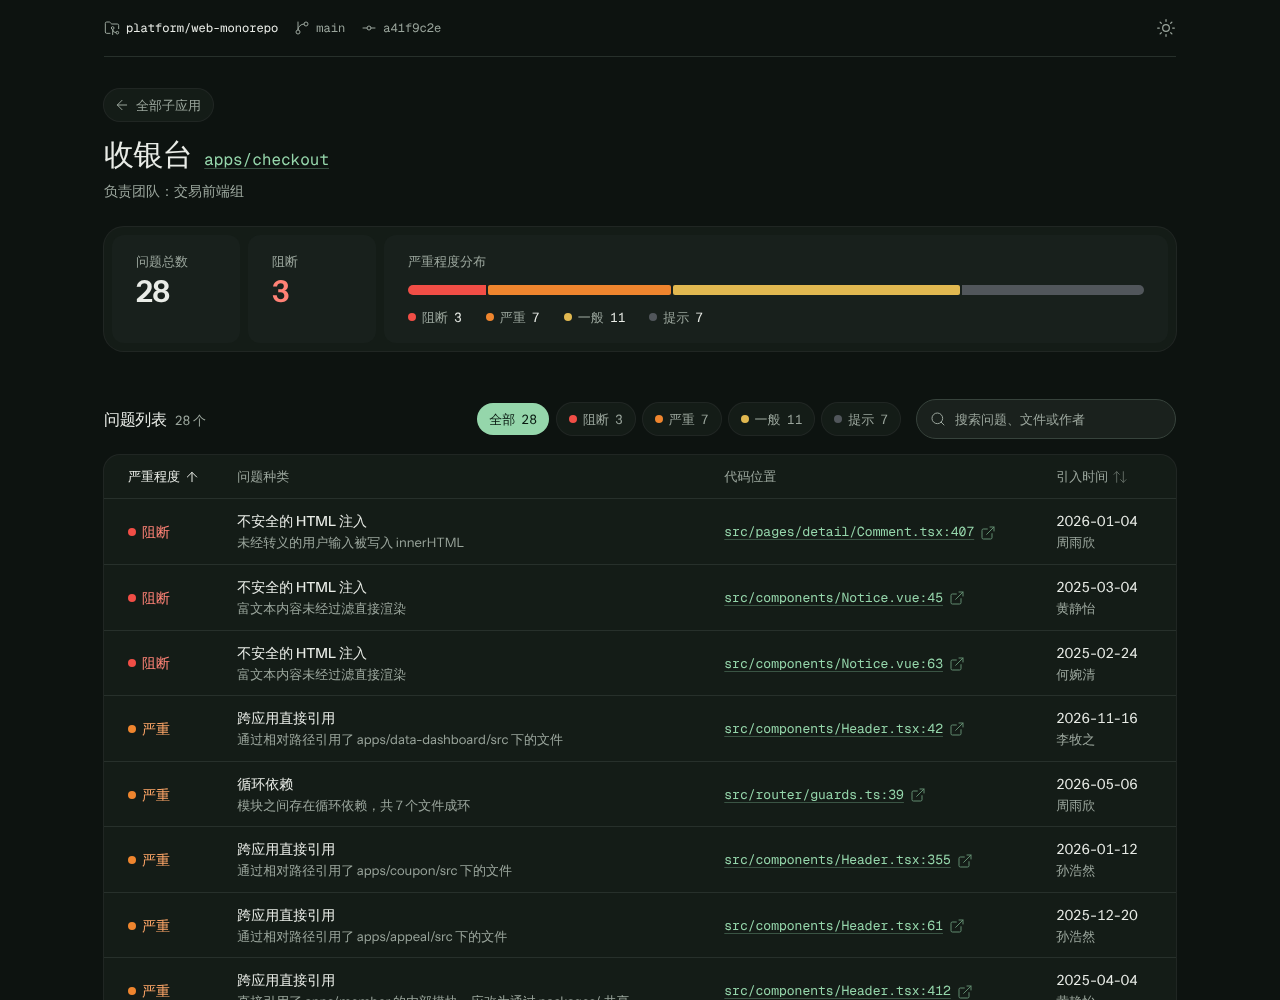 platform/web-monorepo main a41f9c2e
全部子应用
收银台 apps/checkout
负责团队：交易前端组
问题总数
28
阻断
3
严重程度分布
阻断 3 严重 7 一般 11 提示 7
问题列表 28 个
全部 28 阻断 3 严重 7 一般 11 提示 7 搜索问题、文件或作者
严重程度 问题种类 代码位置 引入时间
阻断 不安全的 HTML 注入 src/pages/detail/Comment.tsx:407 2026-01-04
未经转义的用户输入被写入 innerHTML 周雨欣
阻断 不安全的 HTML 注入 src/components/Notice.vue:45 2025-03-04
富文本内容未经过滤直接渲染 黄静怡
阻断 不安全的 HTML 注入 src/components/Notice.vue:63 2025-02-24
富文本内容未经过滤直接渲染 何婉清
严重 跨应用直接引用 src/components/Header.tsx:42 2026-11-16
通过相对路径引用了 apps/data-dashboard/src 下的文件 李牧之
严重 循环依赖 src/router/guards.ts:39 2026-05-06
模块之间存在循环依赖，共 7 个文件成环 周雨欣
严重 跨应用直接引用 src/components/Header.tsx:355 2026-01-12
通过相对路径引用了 apps/coupon/src 下的文件 孙浩然
严重 跨应用直接引用 src/components/Header.tsx:61 2025-12-20
通过相对路径引用了 apps/appeal/src 下的文件 孙浩然
严重 跨应用直接引用 src/components/Header.tsx:412 2025-04-04